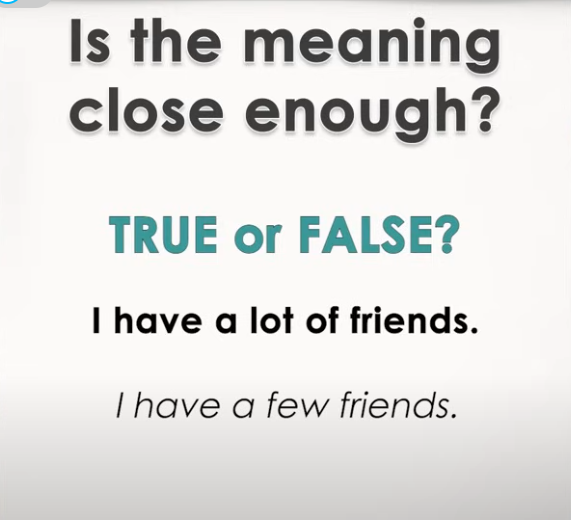 Is the meaning
close enough?
TRUE or FALSE?
I have a lot of friends.
I have a few friends.